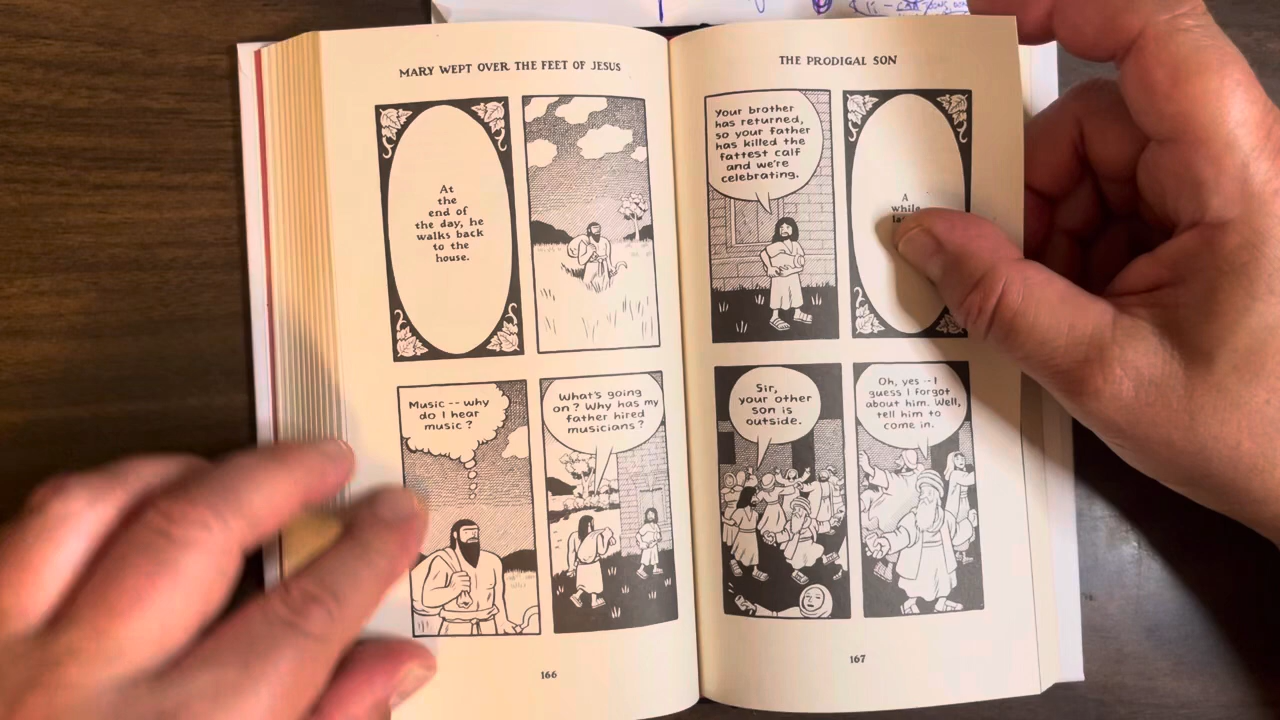 MARY WEPT OVER THE FEET OF JESUS
At
the
end of
the day, he
walks back
to the
house.
Music -- why
do I hear
music?
What's going
on? Why has my
father hired
musicians?
166
THE PRODIGAL SON
Your brother
has returned,
so your father
has killed the
fattest calf
and we're
celebrating.
A
while
Sir,
your other
son is
outside.
Oh, yes -- I
guess I forgot
about him. Well,
tell him to
come in.
167